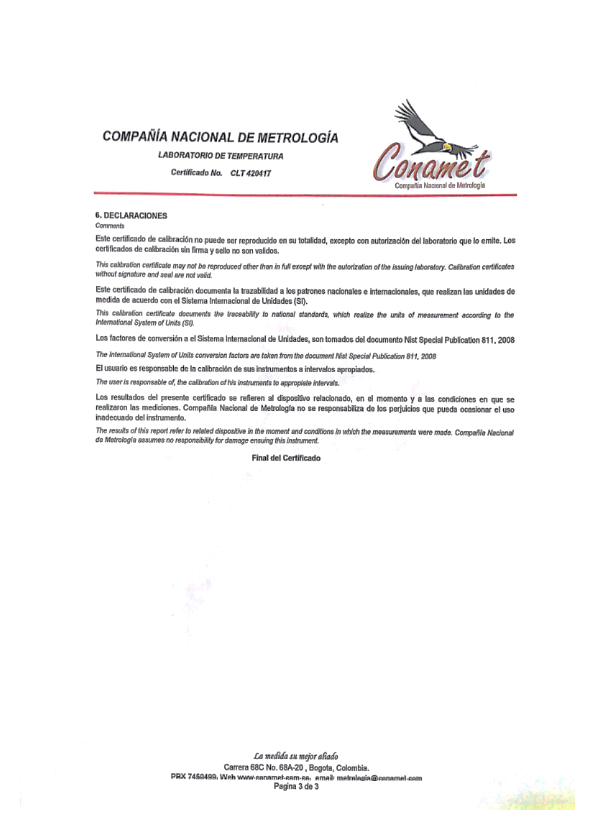 COMPAÑÍA NACIONAL DE METROLOGÍA
LABORATORIO DE TEMPERATURA
Certificado No. CLT 420417
Conamet
Compañía Nacional de Metrología
6. DECLARACIONES
Comments
Este certificado de calibración no puede ser reproducido en su totalidad, excepto con autorización del laboratorio que lo emite. Los
certificados de calibración sin firma y sello no son validos.
This calibration certificate may not be reproduced other than in full except with the autorization of the issuing laboratory. Calibration certificates
without signature and seal are not valid.
Este certificado de calibración documenta la trazabilidad a los patrones nacionales e internacionales, que realizan las unidades de
medida de acuerdo con el Sistema Internacional de Unidades (SI).
This calibration certificate documents the traceability to national standards, which realize the units of measurement according to the
International System of Units (SI).
Los factores de conversión a el Sistema Internacional de Unidades, son tomados del documento Nist Special Publication 811, 2008
The International System of Units conversion factors are taken from the document Nist Special Publication 811, 2008
El usuario es responsable de la calibración de sus instrumentos a intervalos apropiados.
The user is responsable of, the calibration of his instruments to appropiete intervals.
Los resultados del presente certificado se refieren al dispositivo relacionado, en el momento y a las condiciones en que se
realizaron las mediciones. Compañía Nacional de Metrología no se responsabiliza de los perjuicios que pueda ocasionar el uso
inadecuado del instrumento.
The results of this report refer to related dispositive in the moment and conditions in which the measurements were made. Compañía Nacional
de Metrología assumes no responsibility for damage ensuing this instrument.
Final del Certificado
La medida su mejor aliado
Carrera 68C No. 68A-20 , Bogota, Colombia.
PBX 7450499. Web www.conamet.com.co. email: metrologia@conamet.com
Pagina 3 de 3